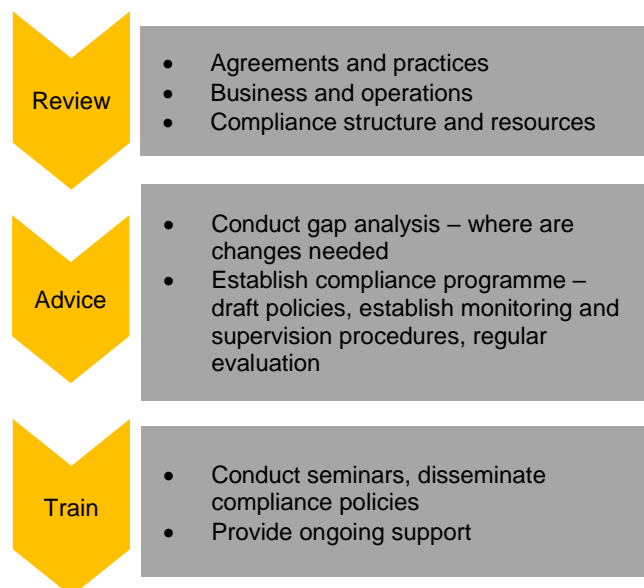 Review
• Agreements and practices
• Business and operations
• Compliance structure and resources
Advice
• Conduct gap analysis – where are
changes needed
• Establish compliance programme –
draft policies, establish monitoring and
supervision procedures, regular
evaluation
Train
• Conduct seminars, disseminate
compliance policies
• Provide ongoing support